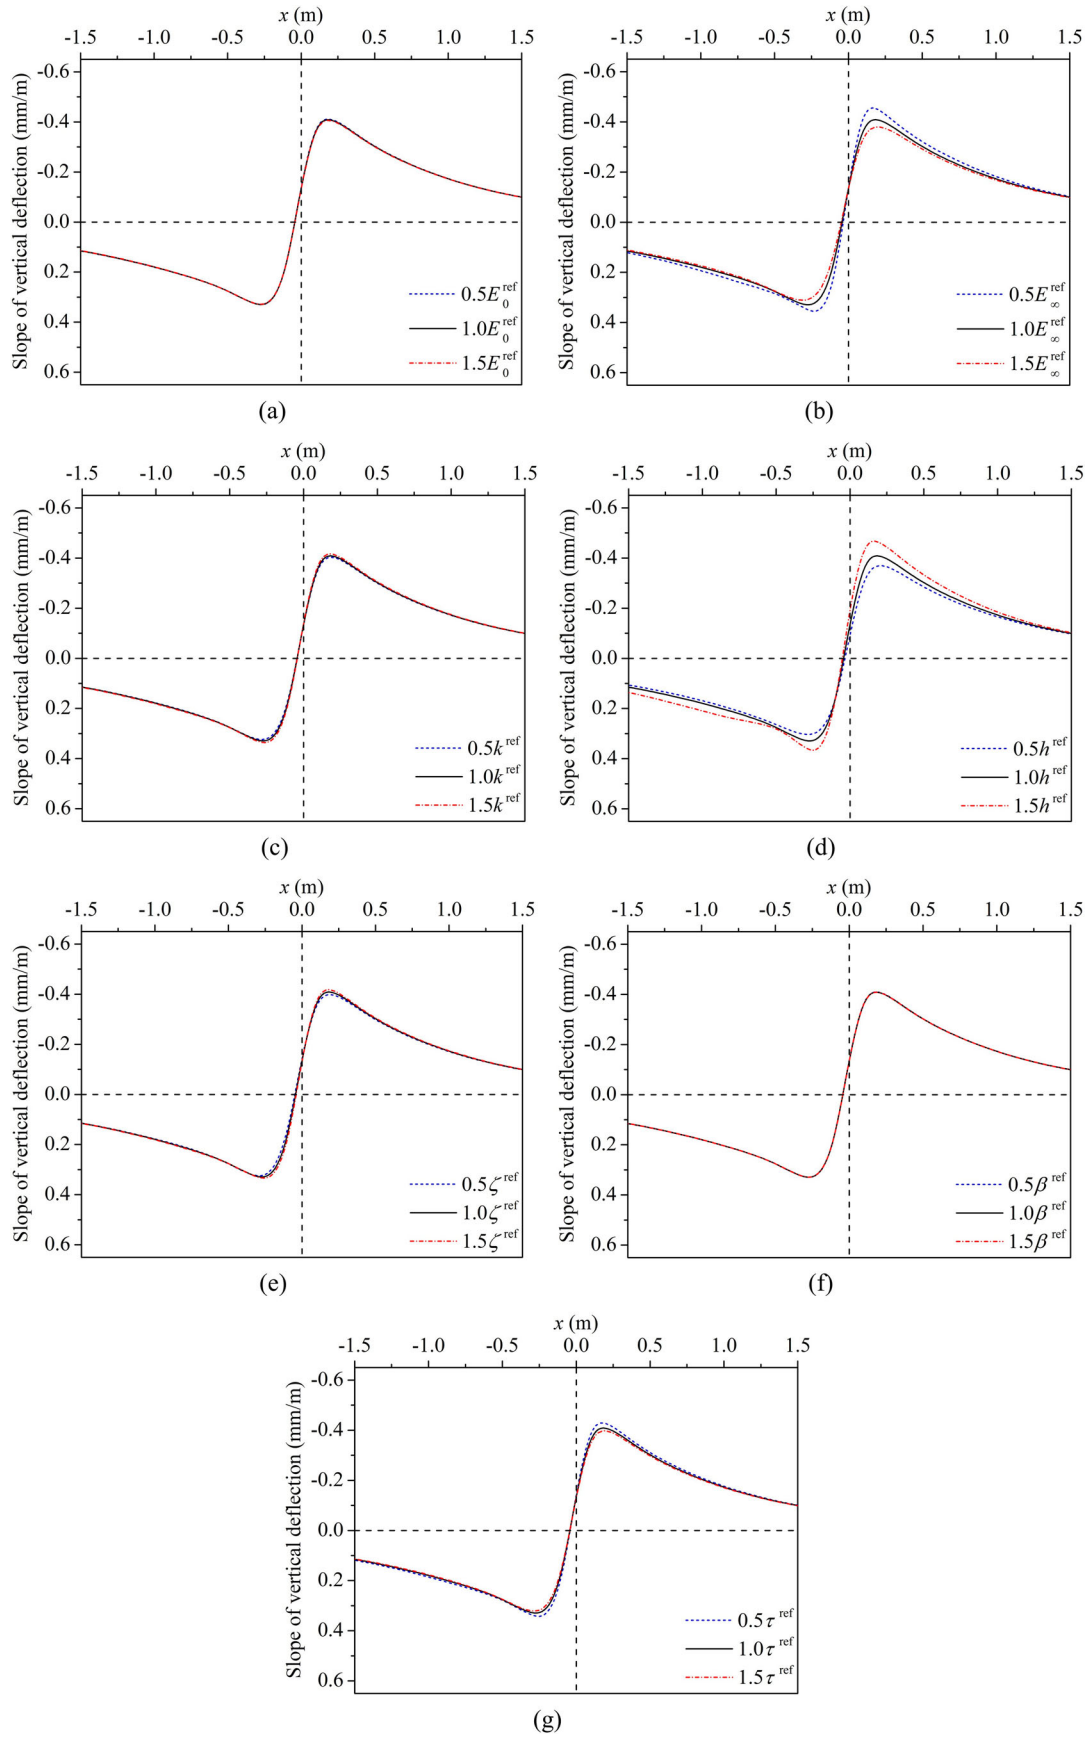 x (m)
x (m)
-1.5 -1.0 -0.5 0.0 0.5 1.0 1.5
-1.5 -1.0 -0.5 0.0 0.5 1.0 1.5
Slope of vertical deflection (mm/m)
-0.6
-0.4
-0.2
0.0
0.2
0.4
0.6
0.5E₀ʳᵉᶠ
1.0E₀ʳᵉᶠ
1.5E₀ʳᵉᶠ
(a)
Slope of vertical deflection (mm/m)
-0.6
-0.4
-0.2
0.0
0.2
0.4
0.6
0.5E∞ʳᵉᶠ
1.0E∞ʳᵉᶠ
1.5E∞ʳᵉᶠ
(b)
x (m)
x (m)
-1.5 -1.0 -0.5 0.0 0.5 1.0 1.5
-1.5 -1.0 -0.5 0.0 0.5 1.0 1.5
Slope of vertical deflection (mm/m)
-0.6
-0.4
-0.2
0.0
0.2
0.4
0.6
0.5kʳᵉᶠ
1.0kʳᵉᶠ
1.5kʳᵉᶠ
(c)
Slope of vertical deflection (mm/m)
-0.6
-0.4
-0.2
0.0
0.2
0.4
0.6
0.5hʳᵉᶠ
1.0hʳᵉᶠ
1.5hʳᵉᶠ
(d)
x (m)
x (m)
-1.5 -1.0 -0.5 0.0 0.5 1.0 1.5
-1.5 -1.0 -0.5 0.0 0.5 1.0 1.5
Slope of vertical deflection (mm/m)
-0.6
-0.4
-0.2
0.0
0.2
0.4
0.6
0.5ζʳᵉᶠ
1.0ζʳᵉᶠ
1.5ζʳᵉᶠ
(e)
Slope of vertical deflection (mm/m)
-0.6
-0.4
-0.2
0.0
0.2
0.4
0.6
0.5βʳᵉᶠ
1.0βʳᵉᶠ
1.5βʳᵉᶠ
(f)
x (m)
-1.5 -1.0 -0.5 0.0 0.5 1.0 1.5
Slope of vertical deflection (mm/m)
-0.6
-0.4
-0.2
0.0
0.2
0.4
0.6
0.5τʳᵉᶠ
1.0τʳᵉᶠ
1.5τʳᵉᶠ
(g)